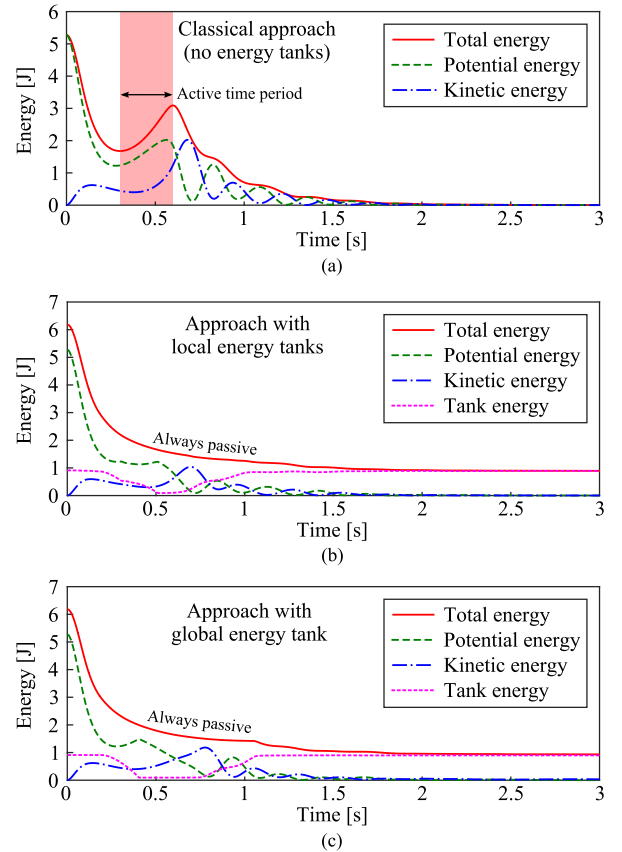 6
5
4
3
2
1
0
Energy [J]
Classical approach
(no energy tanks)
Active time period
Total energy
Potential energy
Kinetic energy
0
0.5
1
1.5
2
2.5
3
Time [s]
(a)
7
6
5
4
3
2
1
0
Energy [J]
Approach with
local energy tanks
Always passive
Total energy
Potential energy
Kinetic energy
Tank energy
0
0.5
1
1.5
2
2.5
3
Time [s]
(b)
7
6
5
4
3
2
1
0
Energy [J]
Approach with
global energy tank
Always passive
Total energy
Potential energy
Kinetic energy
Tank energy
0
0.5
1
1.5
2
2.5
3
Time [s]
(c)